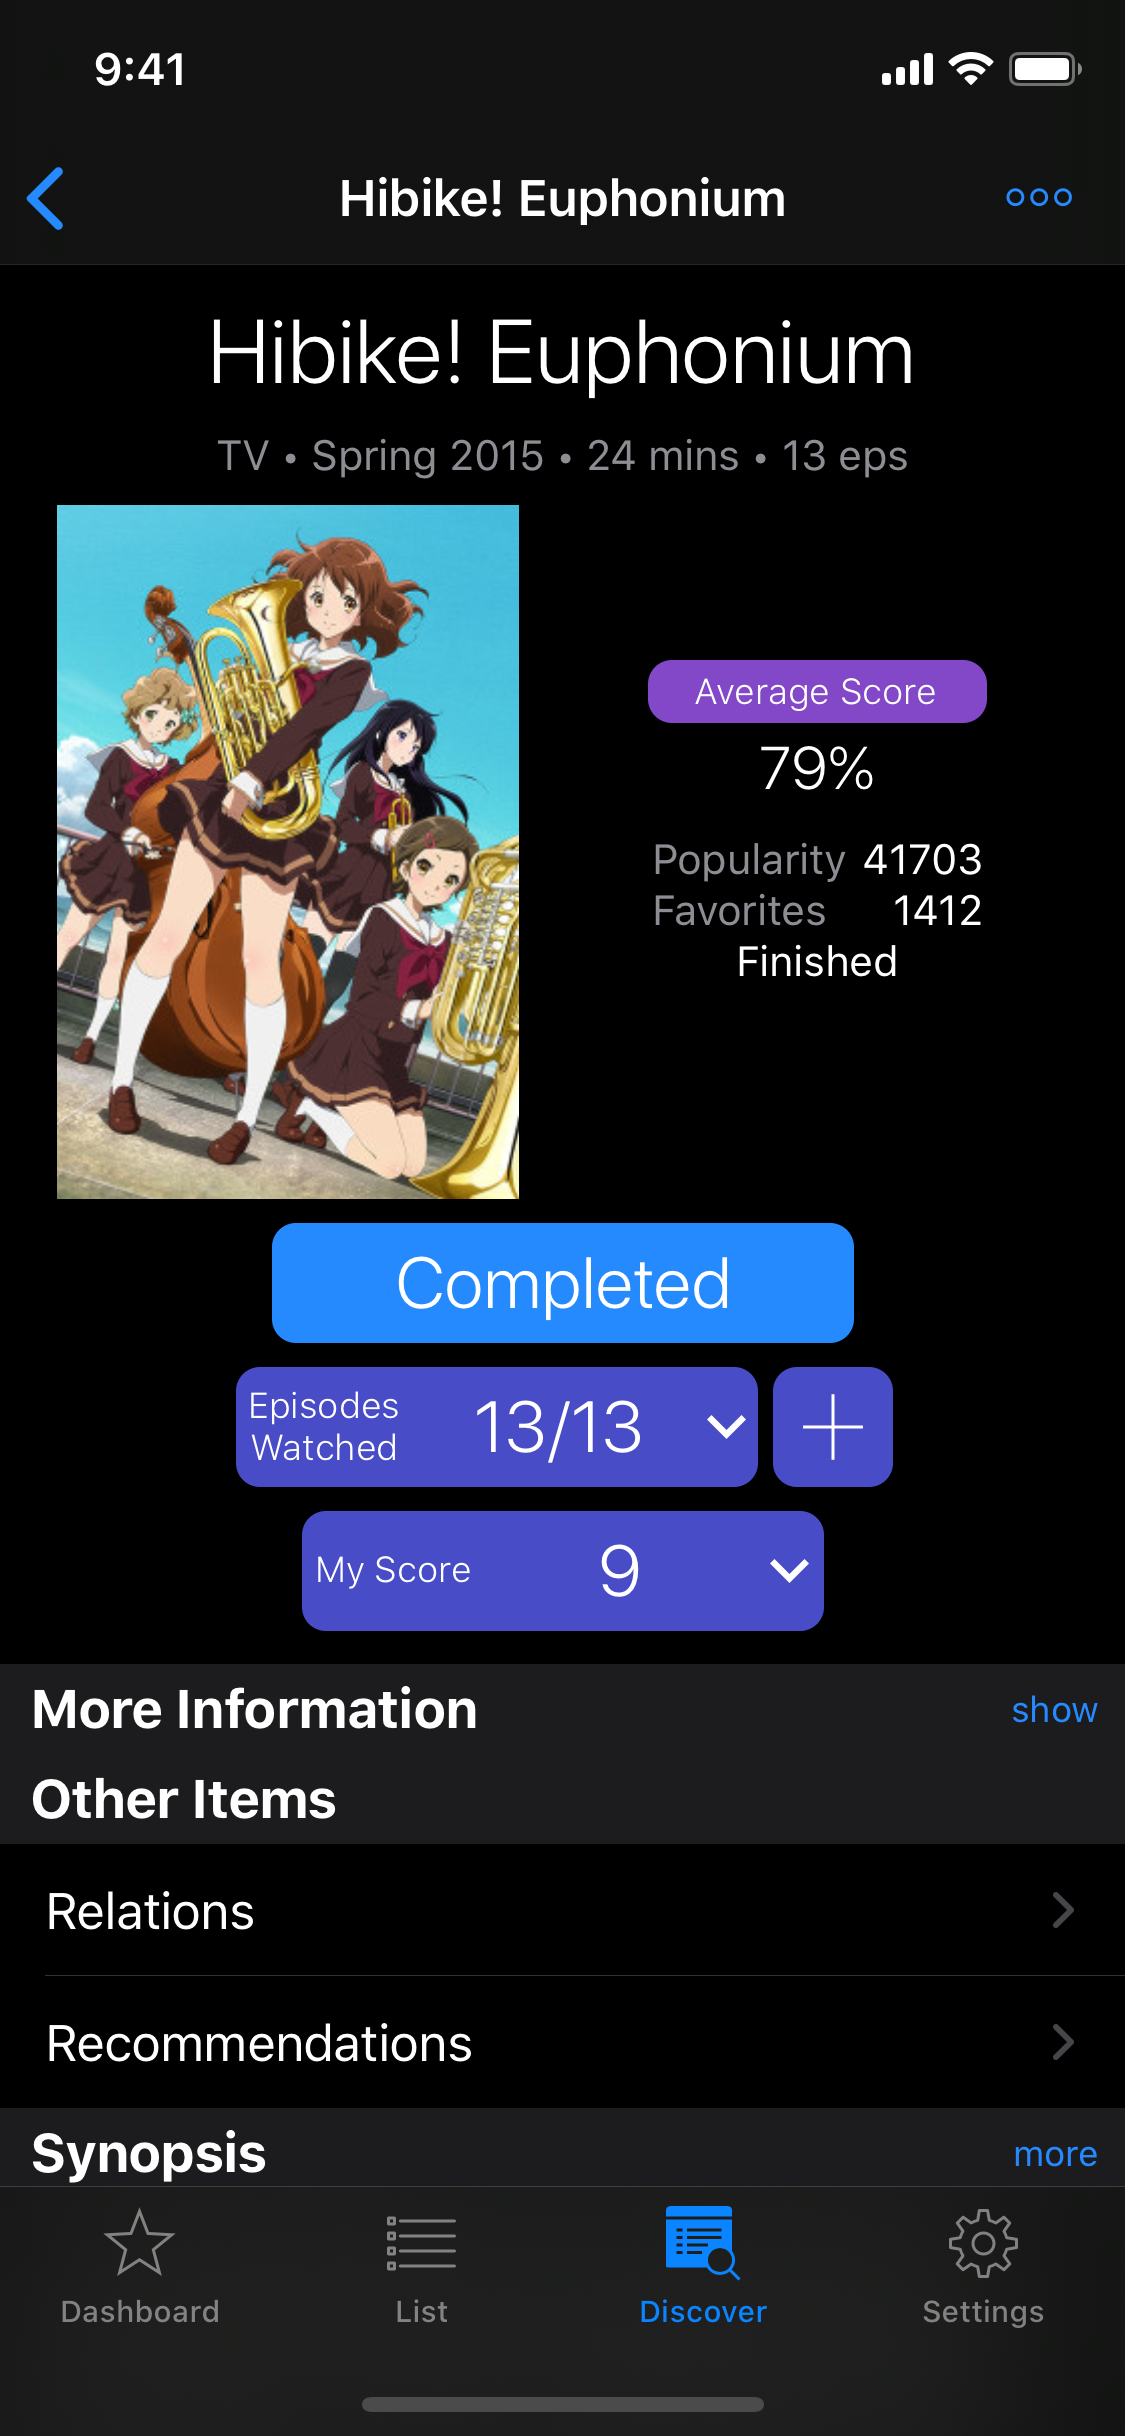 9:41
Hibike! Euphonium
Hibike! Euphonium
TV • Spring 2015 • 24 mins • 13 eps
Average Score
79%
Popularity 41703
Favorites 1412
Finished
Completed
Episodes
Watched
13/13
My Score 9
More Information show
Other Items
Relations
Recommendations
Synopsis more
Dashboard List Discover Settings